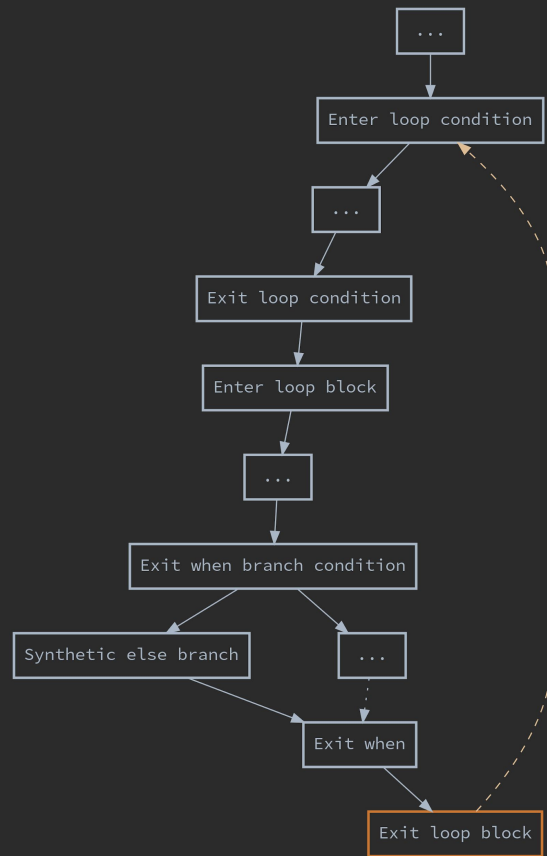 ...
Enter loop condition
...
Exit loop condition
Enter loop block
...
Exit when branch condition
Synthetic else branch
...
Exit when
Exit loop block